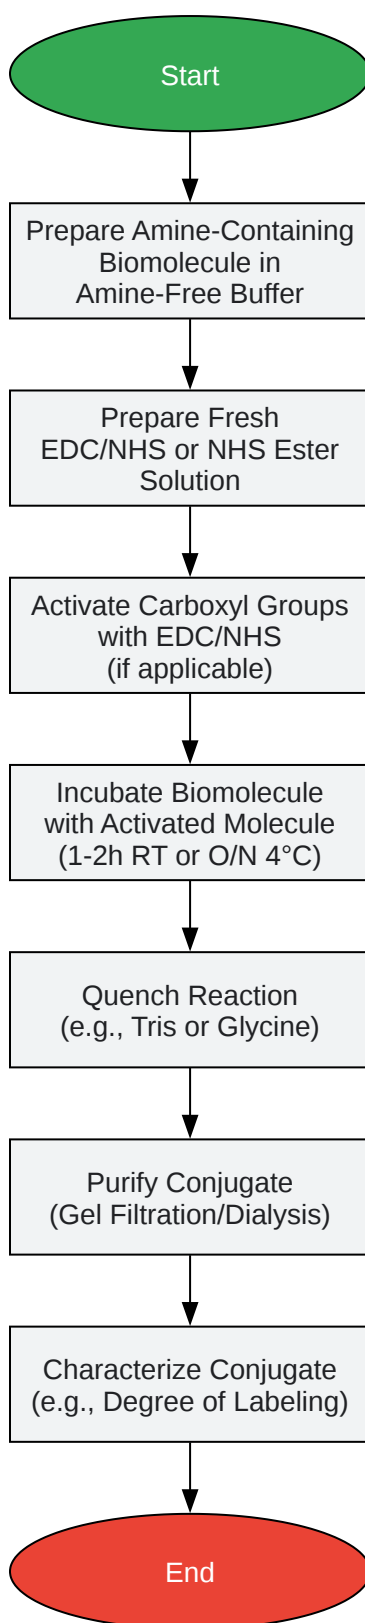 Start
Prepare Amine-Containing
Biomolecule in
Amine-Free Buffer
Prepare Fresh
EDC/NHS or NHS Ester
Solution
Activate Carboxyl Groups
with EDC/NHS
(if applicable)
Incubate Biomolecule
with Activated Molecule
(1-2h RT or O/N 4°C)
Quench Reaction
(e.g., Tris or Glycine)
Purify Conjugate
(Gel Filtration/Dialysis)
Characterize Conjugate
(e.g., Degree of Labeling)
End